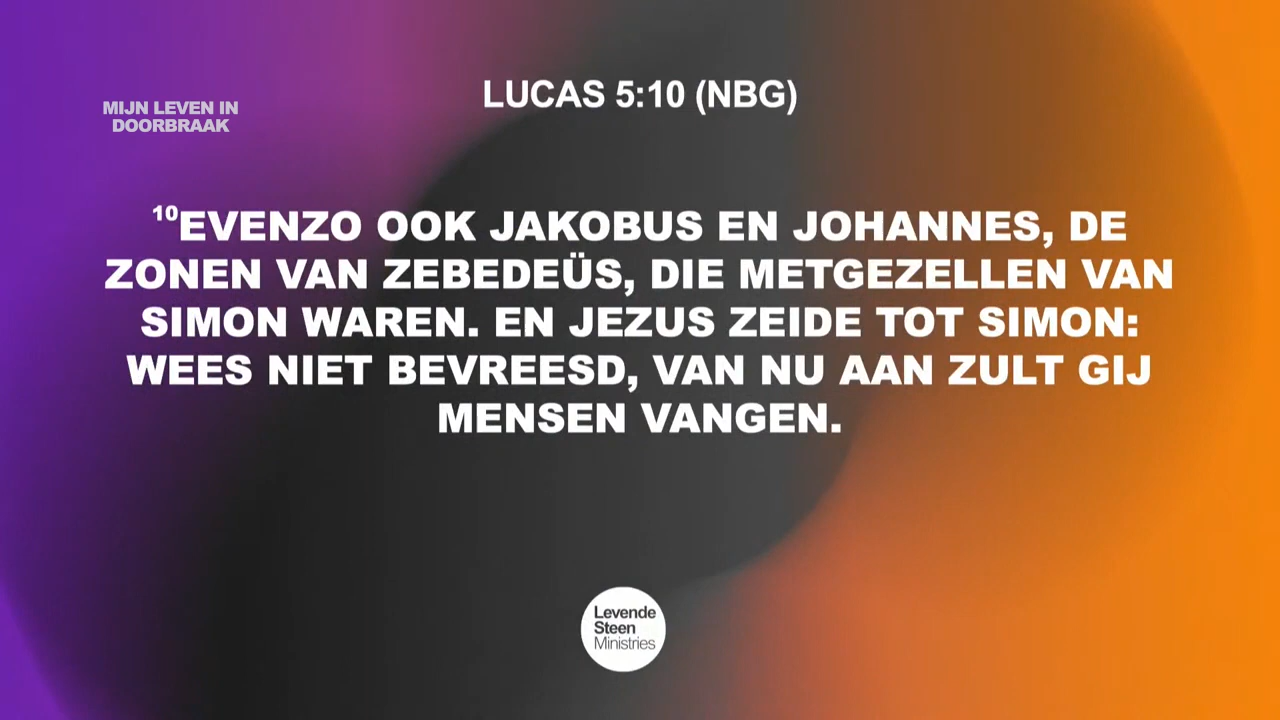 LUCAS 5:10 (NBG)
MIJN LEVEN IN
DOORBRAAK
¹⁰EVENZO OOK JAKOBUS EN JOHANNES, DE
ZONEN VAN ZEBEDEÜS, DIE METGEZELLEN VAN
SIMON WAREN. EN JEZUS ZEIDE TOT SIMON:
WEES NIET BEVREESD, VAN NU AAN ZULT GIJ
MENSEN VANGEN.
Levende
Steen
Ministries